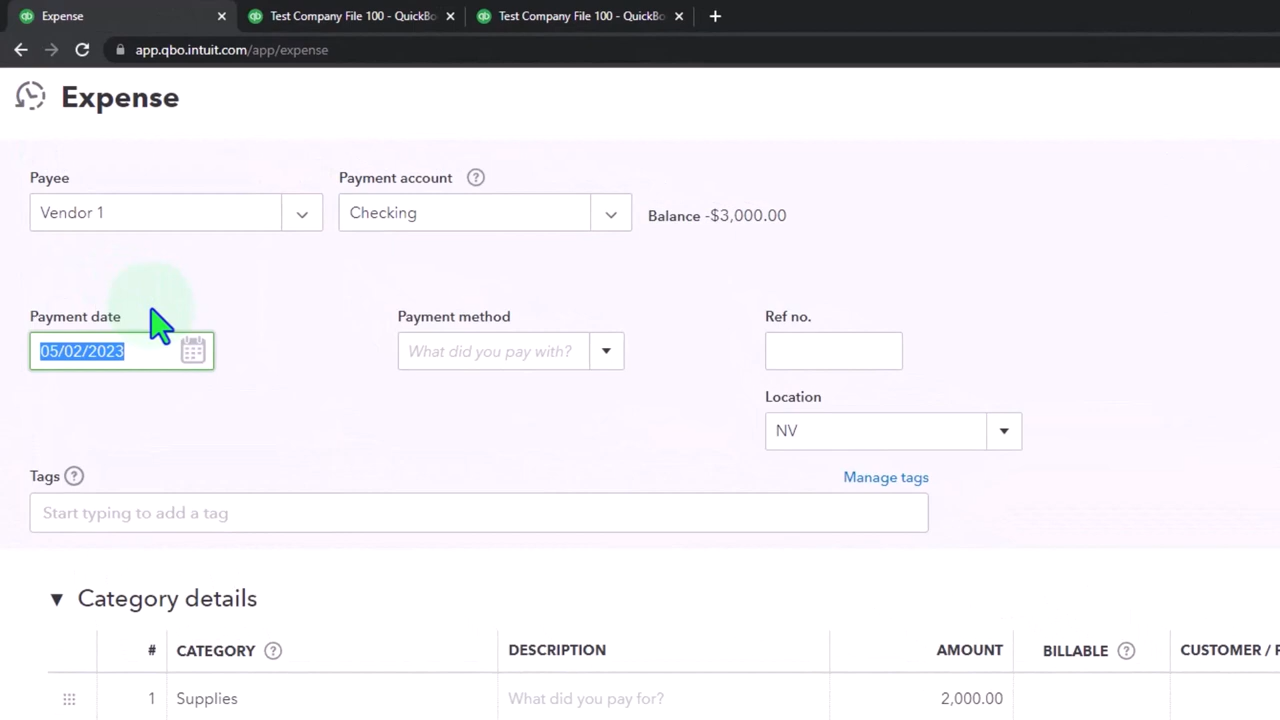 Expense
Test Company File 100 - QuickBo
Test Company File 100 - QuickBo
app.qbo.intuit.com/app/expense
Expense
Payee
Payment account
Vendor 1
Checking
Balance -$3,000.00
Payment date
Payment method
Ref no.
05/02/2023
What did you pay with?
Location
NV
Tags
Manage tags
Start typing to add a tag
Category details
# CATEGORY DESCRIPTION AMOUNT BILLABLE CUSTOMER / P
1 Supplies What did you pay for? 2,000.00